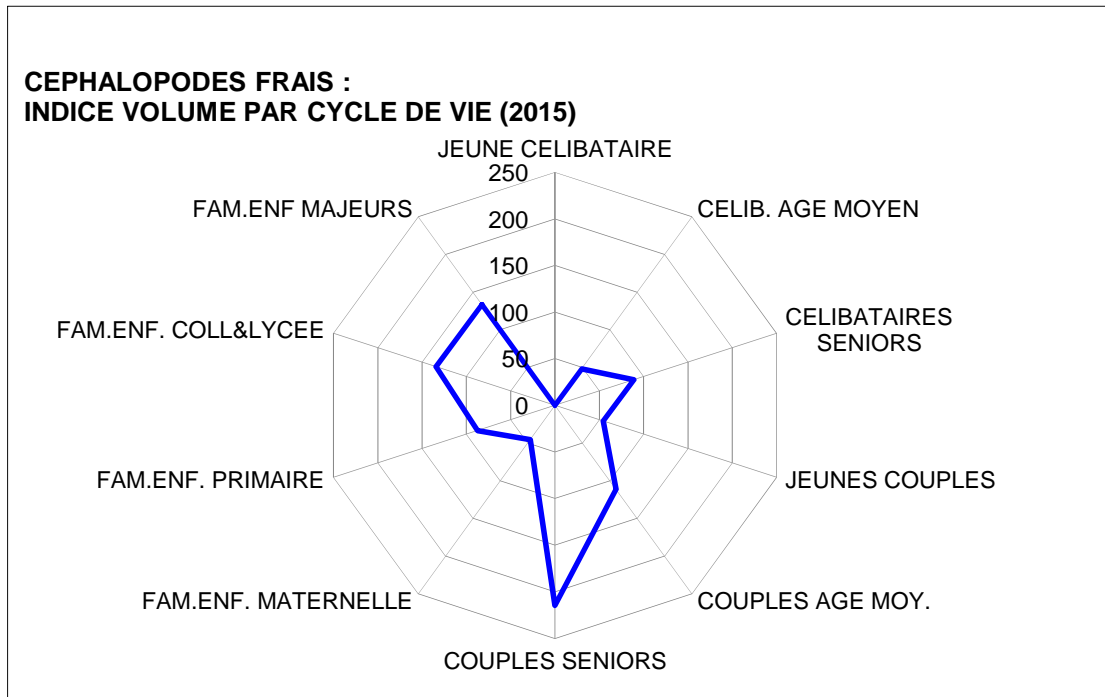 CEPHALOPODES FRAIS :
INDICE VOLUME PAR CYCLE DE VIE (2015)
JEUNE CELIBATAIRE
250
FAM.ENF MAJEURS
200
CELIB. AGE MOYEN
150
FAM.ENF. COLL&LYCEE
100
CELIBATAIRES
SENIORS
50
0
FAM.ENF. PRIMAIRE
JEUNES COUPLES
FAM.ENF. MATERNELLE
COUPLES AGE MOY.
COUPLES SENIORS